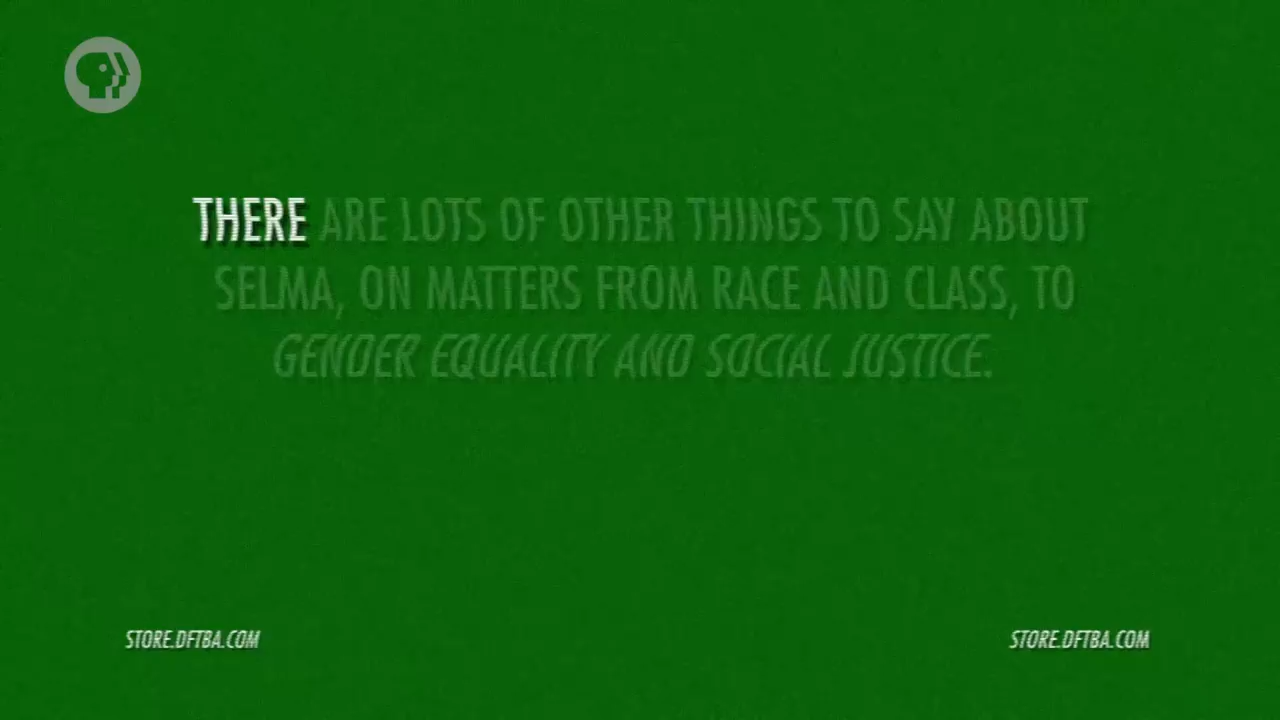 THERE ARE LOTS OF OTHER THINGS TO SAY ABOUT
SELMA, ON MATTERS FROM RACE AND CLASS, TO
GENDER EQUALITY AND SOCIAL JUSTICE.
STORE.DFTBA.COM
STORE.DFTBA.COM